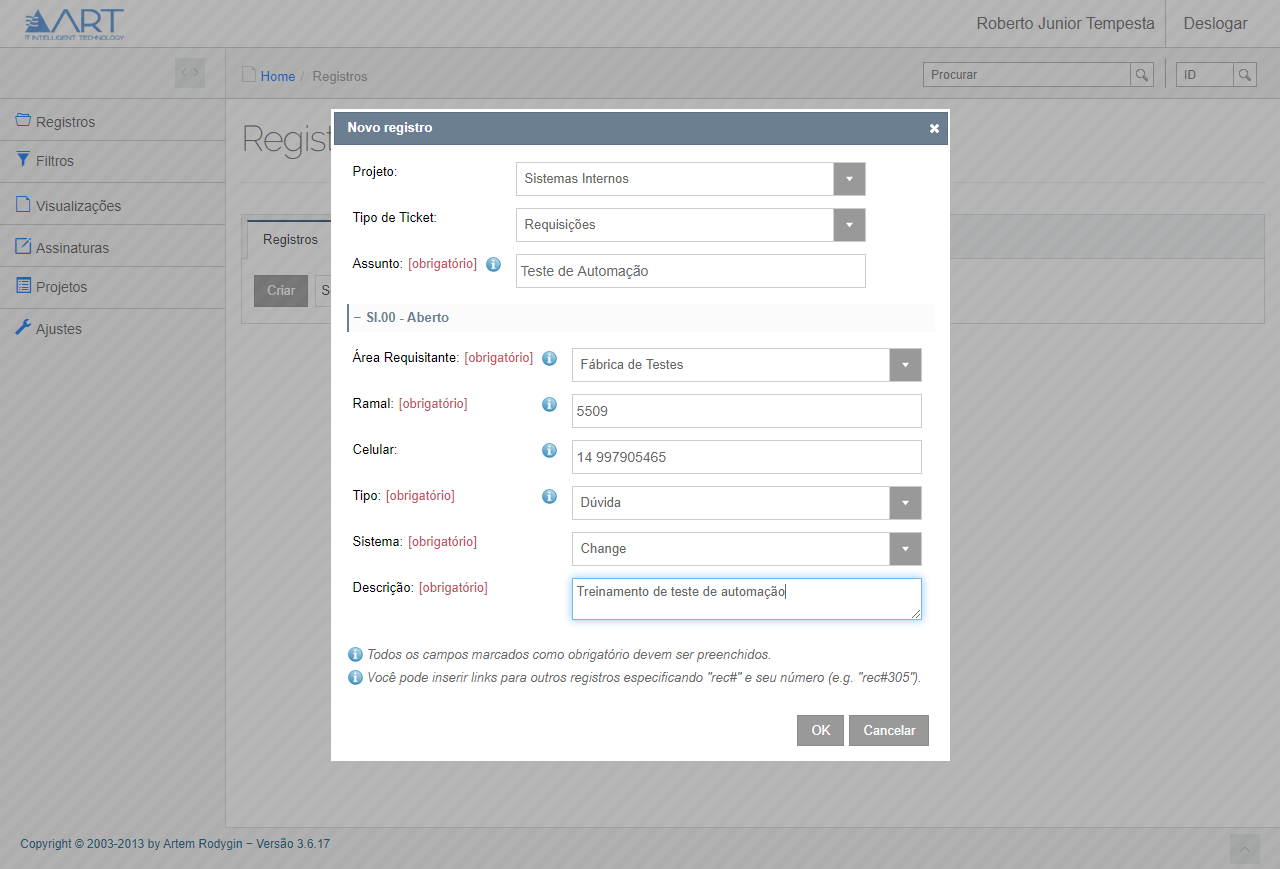 ART
IT INTELLIGENT TECHNOLOGY
Roberto Junior Tempesta
Deslogar
Home / Registros
Procurar
ID
Registros
Filtros
Visualizações
Assinaturas
Projetos
Ajustes
Regist
Registros
Criar
S
Novo registro
Projeto: Sistemas Internos
Tipo de Ticket: Requisições
Assunto: [obrigatório] Teste de Automação
− SI.00 - Aberto
Área Requisitante: [obrigatório] Fábrica de Testes
Ramal: [obrigatório] 5509
Celular: 14 997905465
Tipo: [obrigatório] Dúvida
Sistema: [obrigatório] Change
Descrição: [obrigatório] Treinamento de teste de automação
Todos os campos marcados como obrigatório devem ser preenchidos.
Você pode inserir links para outros registros especificando "rec#" e seu número (e.g. "rec#305").
OK
Cancelar
Copyright © 2003-2013 by Artem Rodygin − Versão 3.6.17